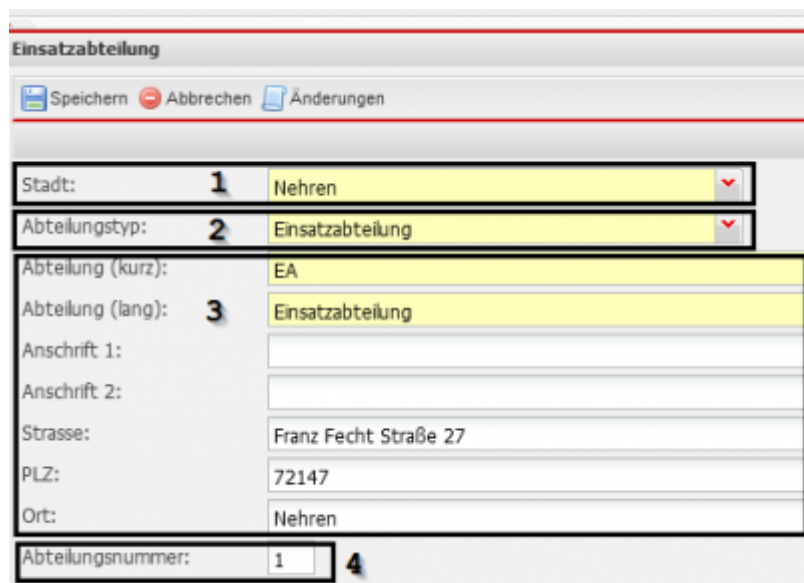 Einsatzabteilung
Speichern Abbrechen Änderungen
Stadt: 1 Nehren
Abteilungstyp: 2 Einsatzabteilung
Abteilung (kurz): EA
Abteilung (lang): 3 Einsatzabteilung
Anschrift 1:
Anschrift 2:
Strasse: Franz Fecht Straße 27
PLZ: 72147
Ort: Nehren
Abteilungsnummer: 1 4